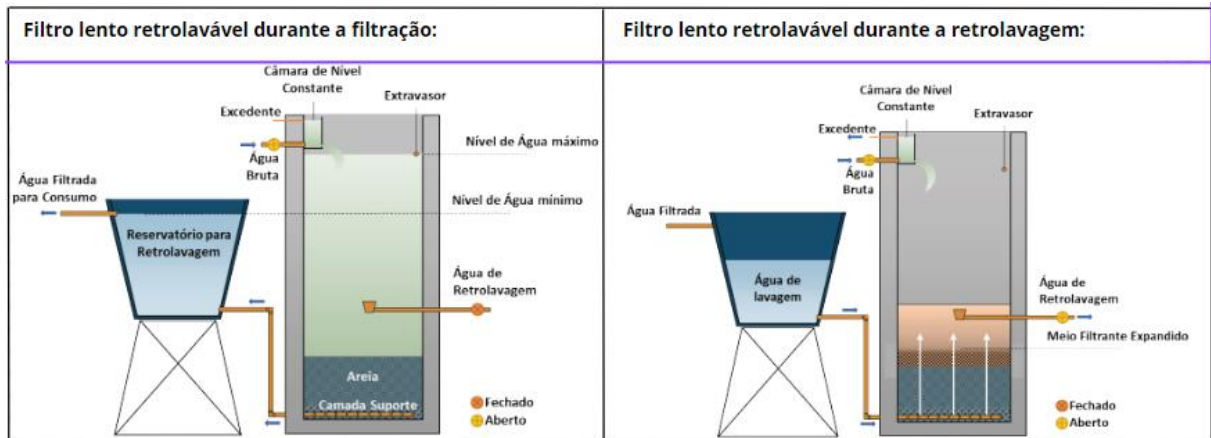 Filtro lento retrolavável durante a filtração:
Câmara de Nível
Constante
Extravasor
Excedente
Nível de Água máximo
Água
Bruta
Água Filtrada
para Consumo
Nível de Água mínimo
Reservatório para
Retrolavagem
Água de
Retrolavagem
Areia
Camada Suporte
Fechado
Aberto
Filtro lento retrolavável durante a retrolavagem:
Câmara de Nível
Constante
Extravasor
Excedente
Água
Bruta
Água Filtrada
Água de
lavagem
Água de
Retrolavagem
Meio Filtrante Expandido
Fechado
Aberto